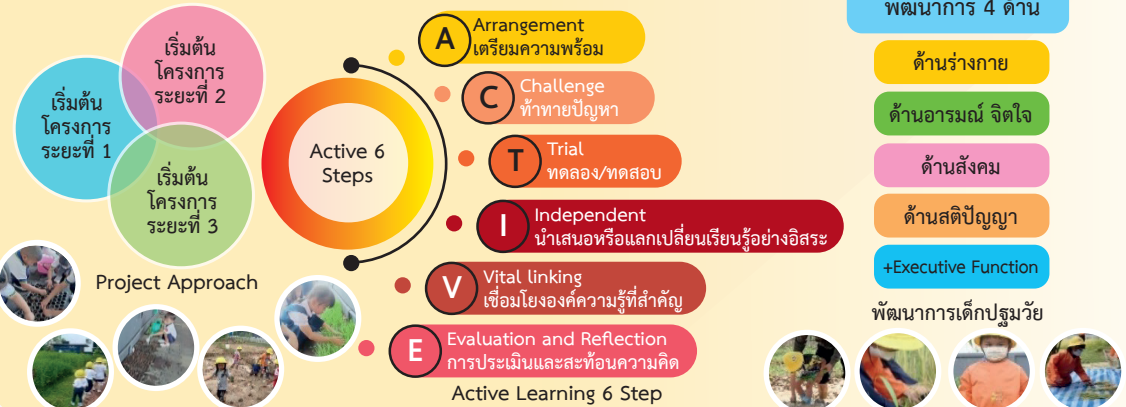 เริ่มต้น
โครงการ
ระยะที่ 1
เริ่มต้น
โครงการ
ระยะที่ 2
เริ่มต้น
โครงการ
ระยะที่ 3
Project Approach
Active 6
Steps
A
Arrangement
เตรียมความพร้อม
C
Challenge
ท้าทายปัญหา
T
Trial
ทดลอง/ทดสอบ
I
Independent
นำเสนอหรือแลกเปลี่ยนเรียนรู้อย่างอิสระ
V
Vital linking
เชื่อมโยงองค์ความรู้ที่สำคัญ
E
Evaluation and Reflection
การประเมินและสะท้อนความคิด
Active Learning 6 Step
พัฒนาการ 4 ด้าน
ด้านร่างกาย
ด้านอารมณ์ จิตใจ
ด้านสังคม
ด้านสติปัญญา
+Executive Function
พัฒนาการเด็กปฐมวัย